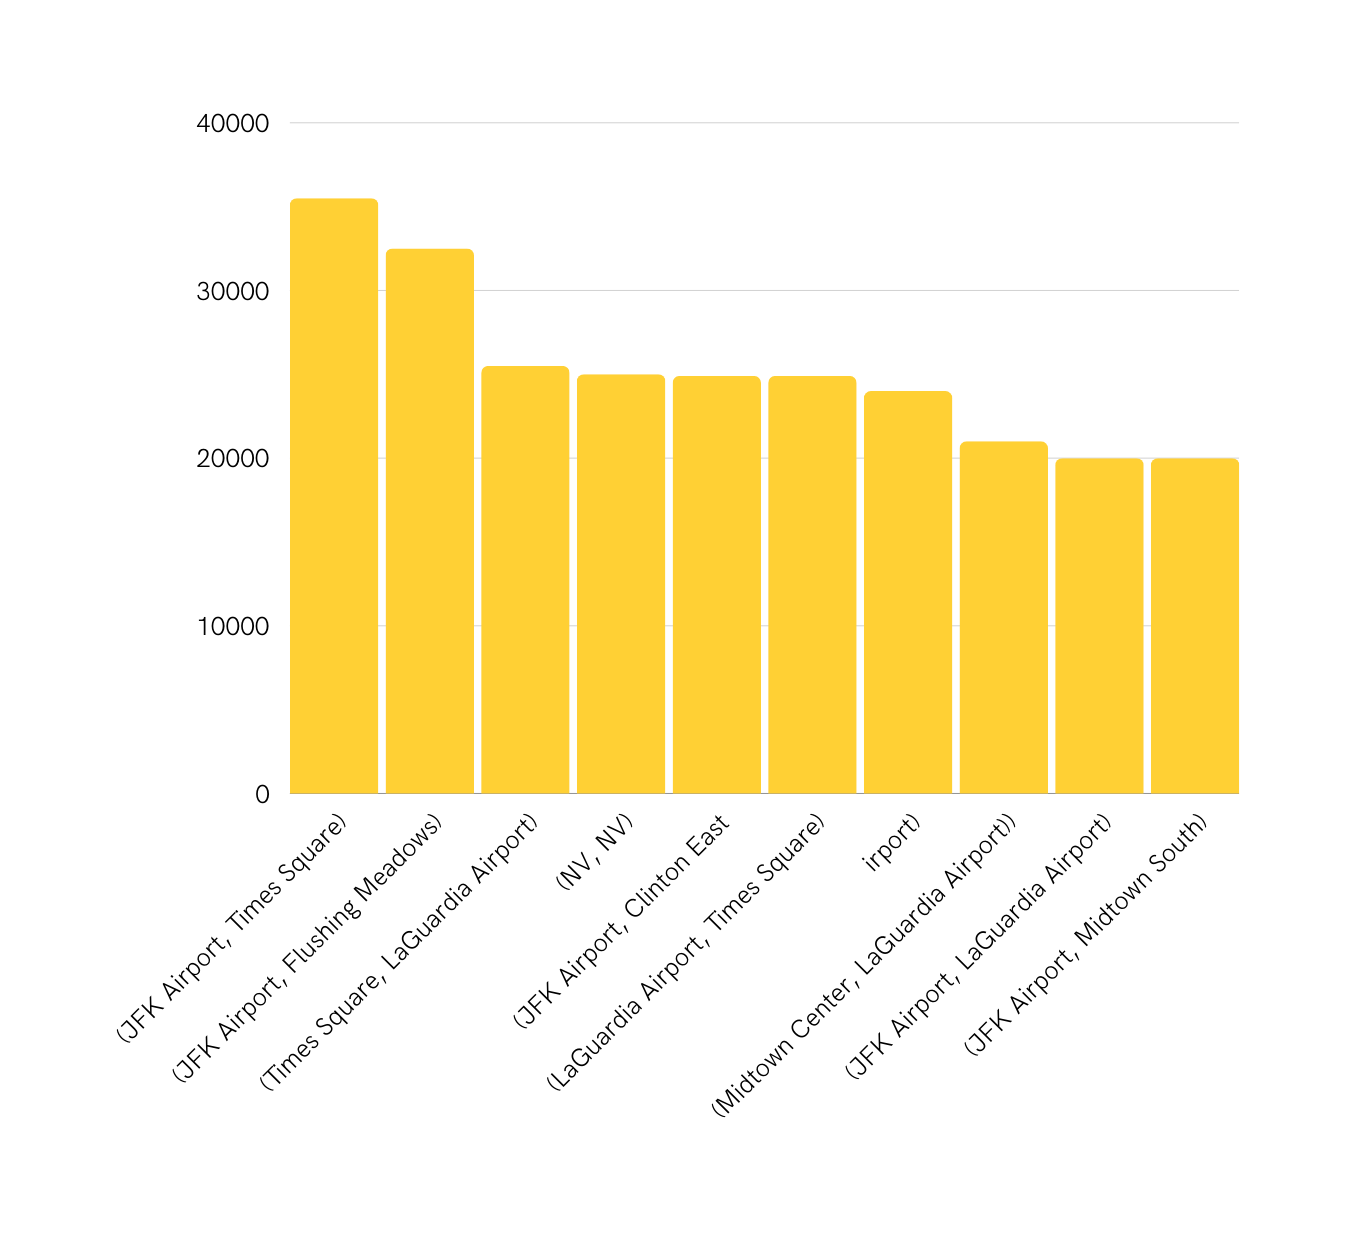 40000
30000
20000
10000
0
(JFK Airport, Times Square)
(JFK Airport, Flushing Meadows)
(Times Square, LaGuardia Airport)
(NV, NV)
(JFK Airport, Clinton East
(LaGuardia Airport, Times Square)
irport)
(Midtown Center, LaGuardia Airport))
(JFK Airport, LaGuardia Airport)
(JFK Airport, Midtown South)